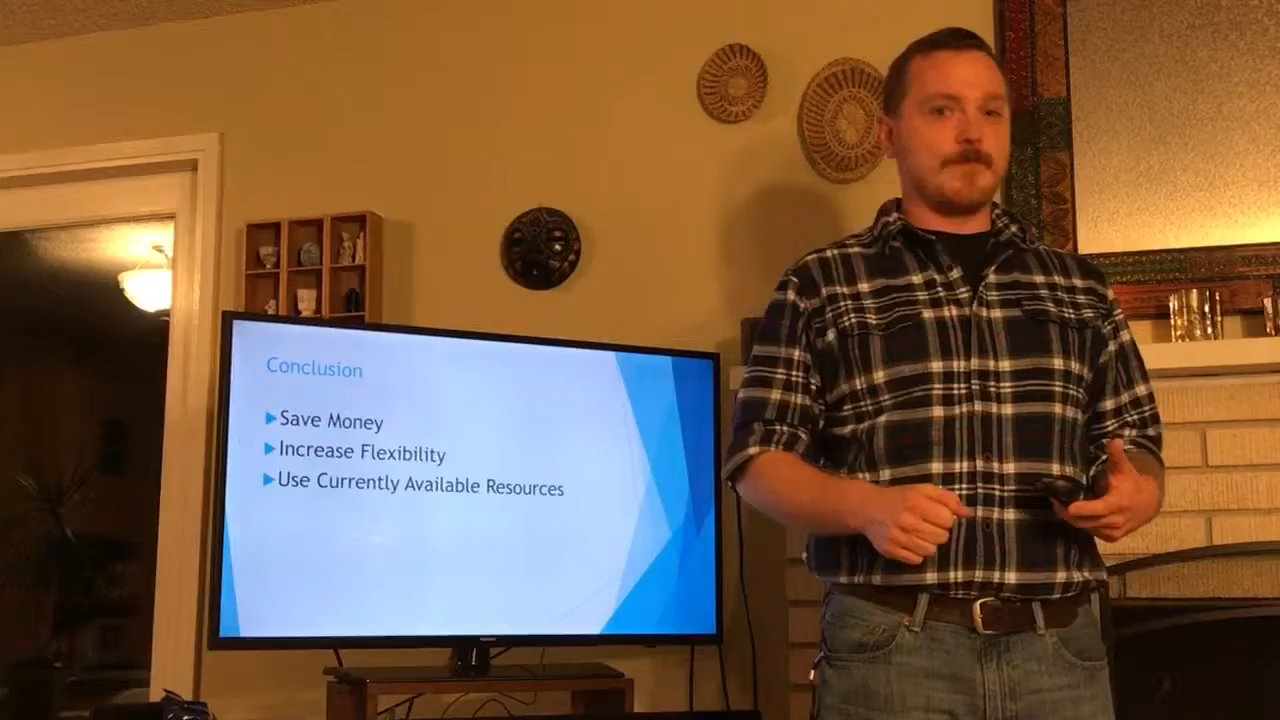 Conclusion
Save Money
Increase Flexibility
Use Currently Available Resources